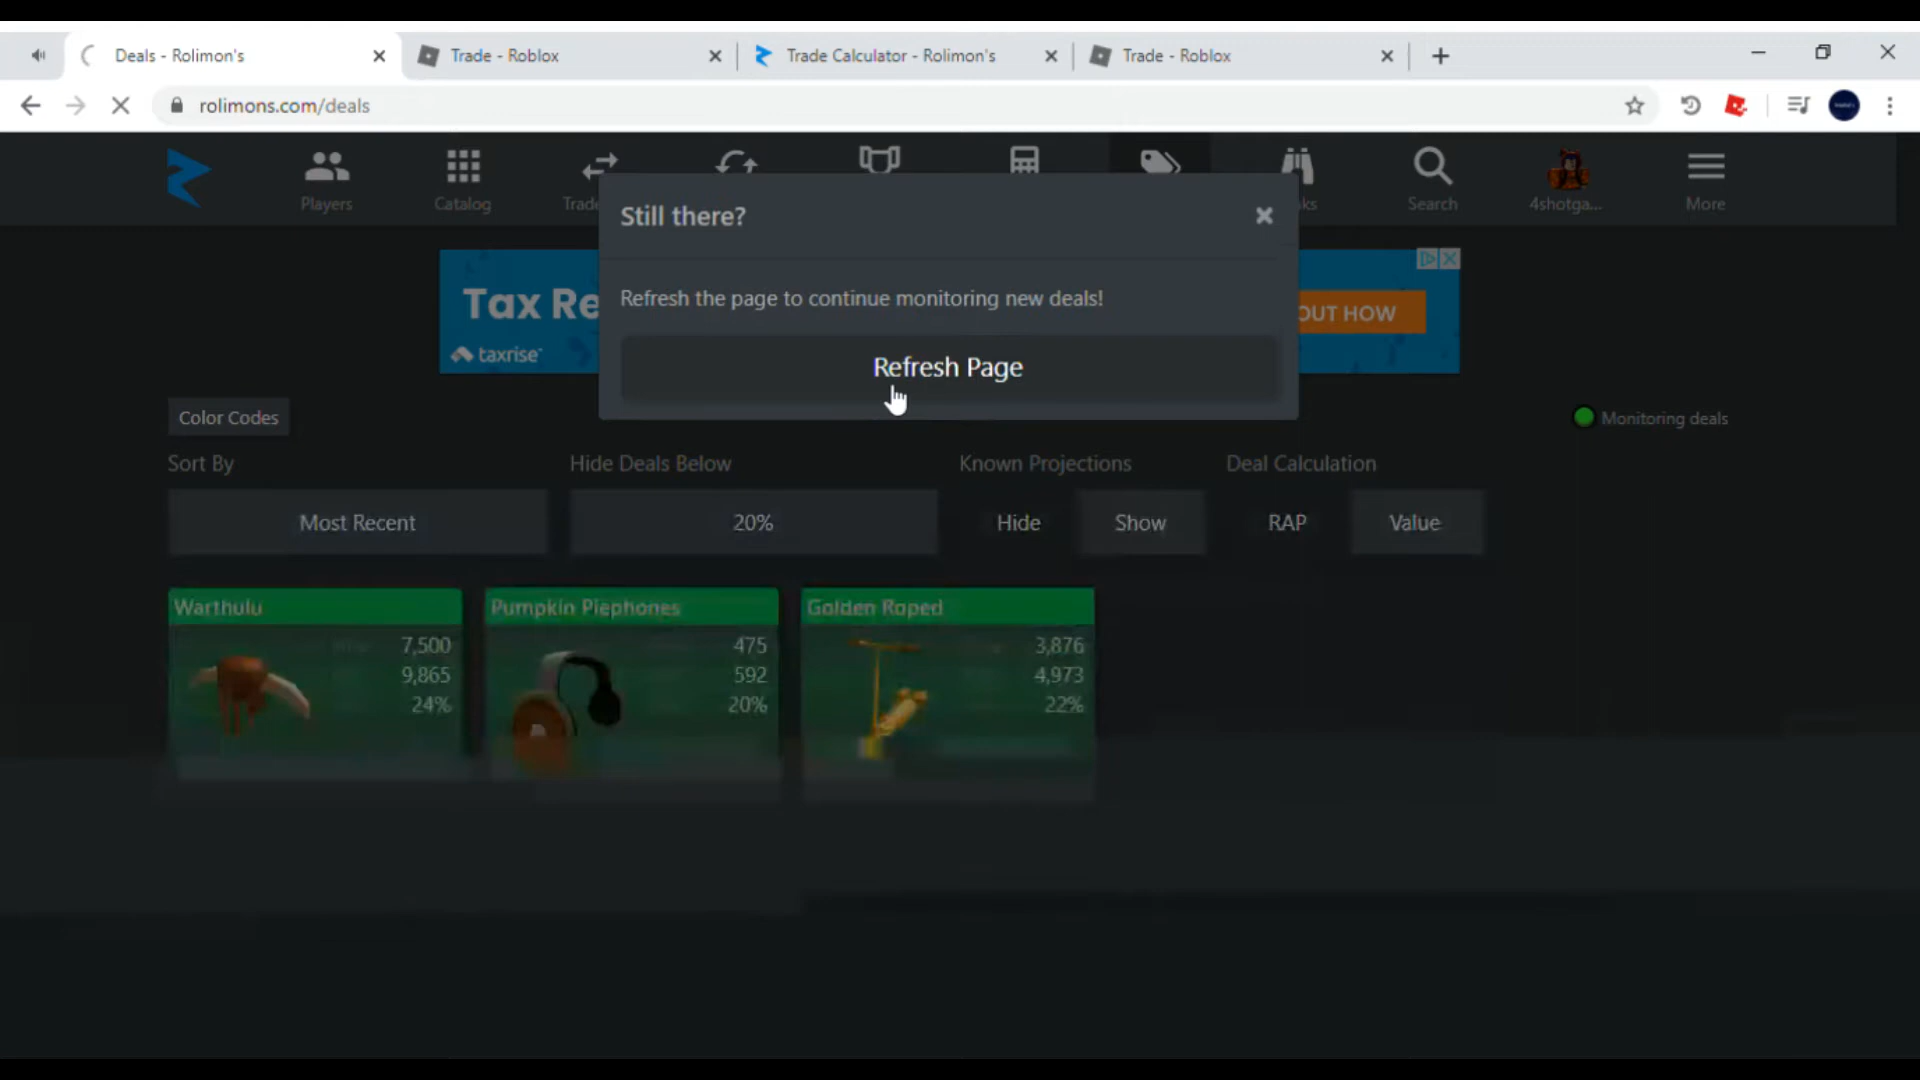 Deals - Rolimon's
Trade - Roblox
Trade Calculator - Rolimon's
Trade - Roblox
rolimons.com/deals
Players
Catalog
Search
4shotga...
More
Still there?
Refresh the page to continue monitoring new deals!
Refresh Page
Tax Re
taxrise
OUT HOW
Color Codes
Monitoring deals
Sort By
Hide Deals Below
Known Projections
Deal Calculation
Most Recent
20%
Hide
Show
RAP
Value
Warthulu
7,500
9,865
24%
Pumpkin Piephones
475
592
20%
Golden Roped
3,876
4,973
22%